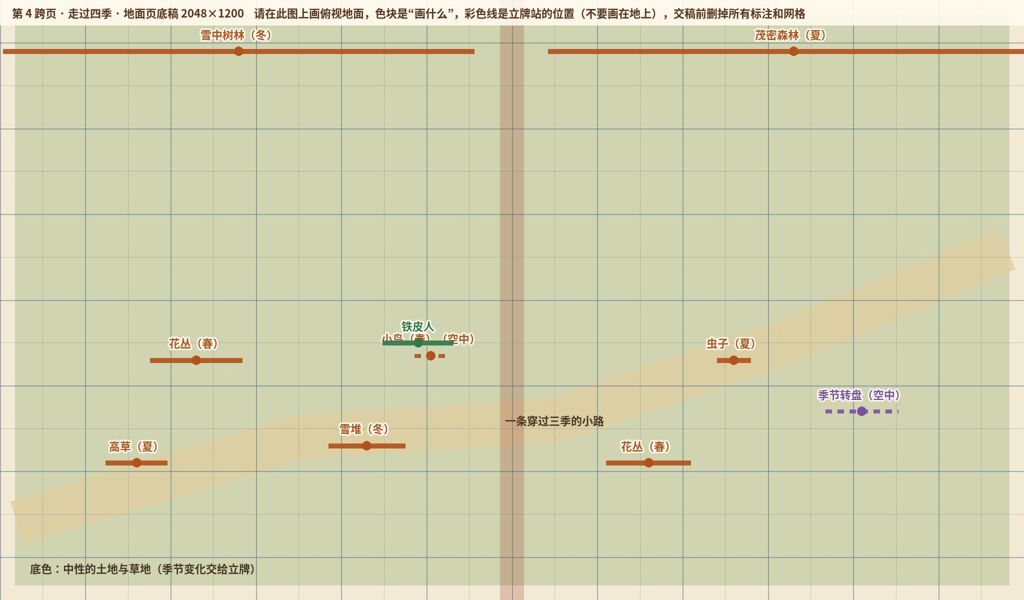 第 4 跨页 · 走过四季 · 地面页底稿 2048×1200 请在此图上画俯视地面，色块是“画什么”，彩色线是立牌站的位置（不要画在地上），交稿前删掉所有标注和网格
雪中树林（冬）
茂密森林（夏）
铁皮人
小鸟（春）（空中）
花丛（春）
虫子（夏）
季节转盘（空中）
一条穿过三季的小路
雪堆（冬）
高草（夏）
花丛（春）
底色：中性的土地与草地（季节变化交给立牌）